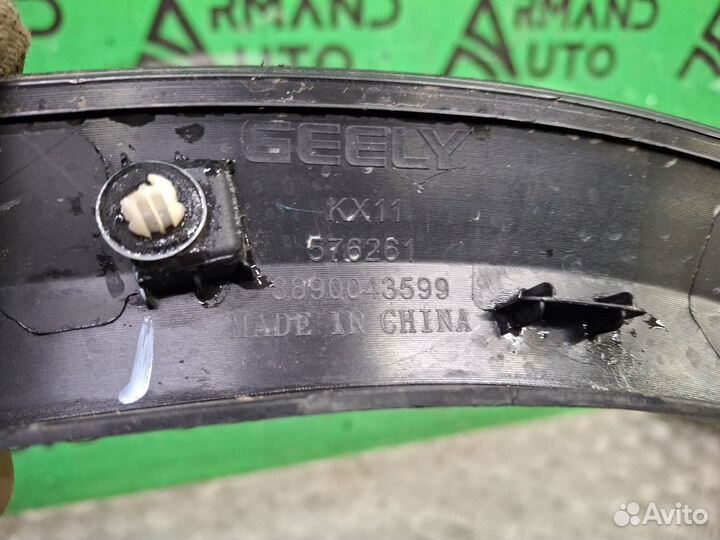 ARMAND
AUTO
ARMAND
AUTO
GEELY
KX11
576261
8890043599
MADE IN CHINA
Avito